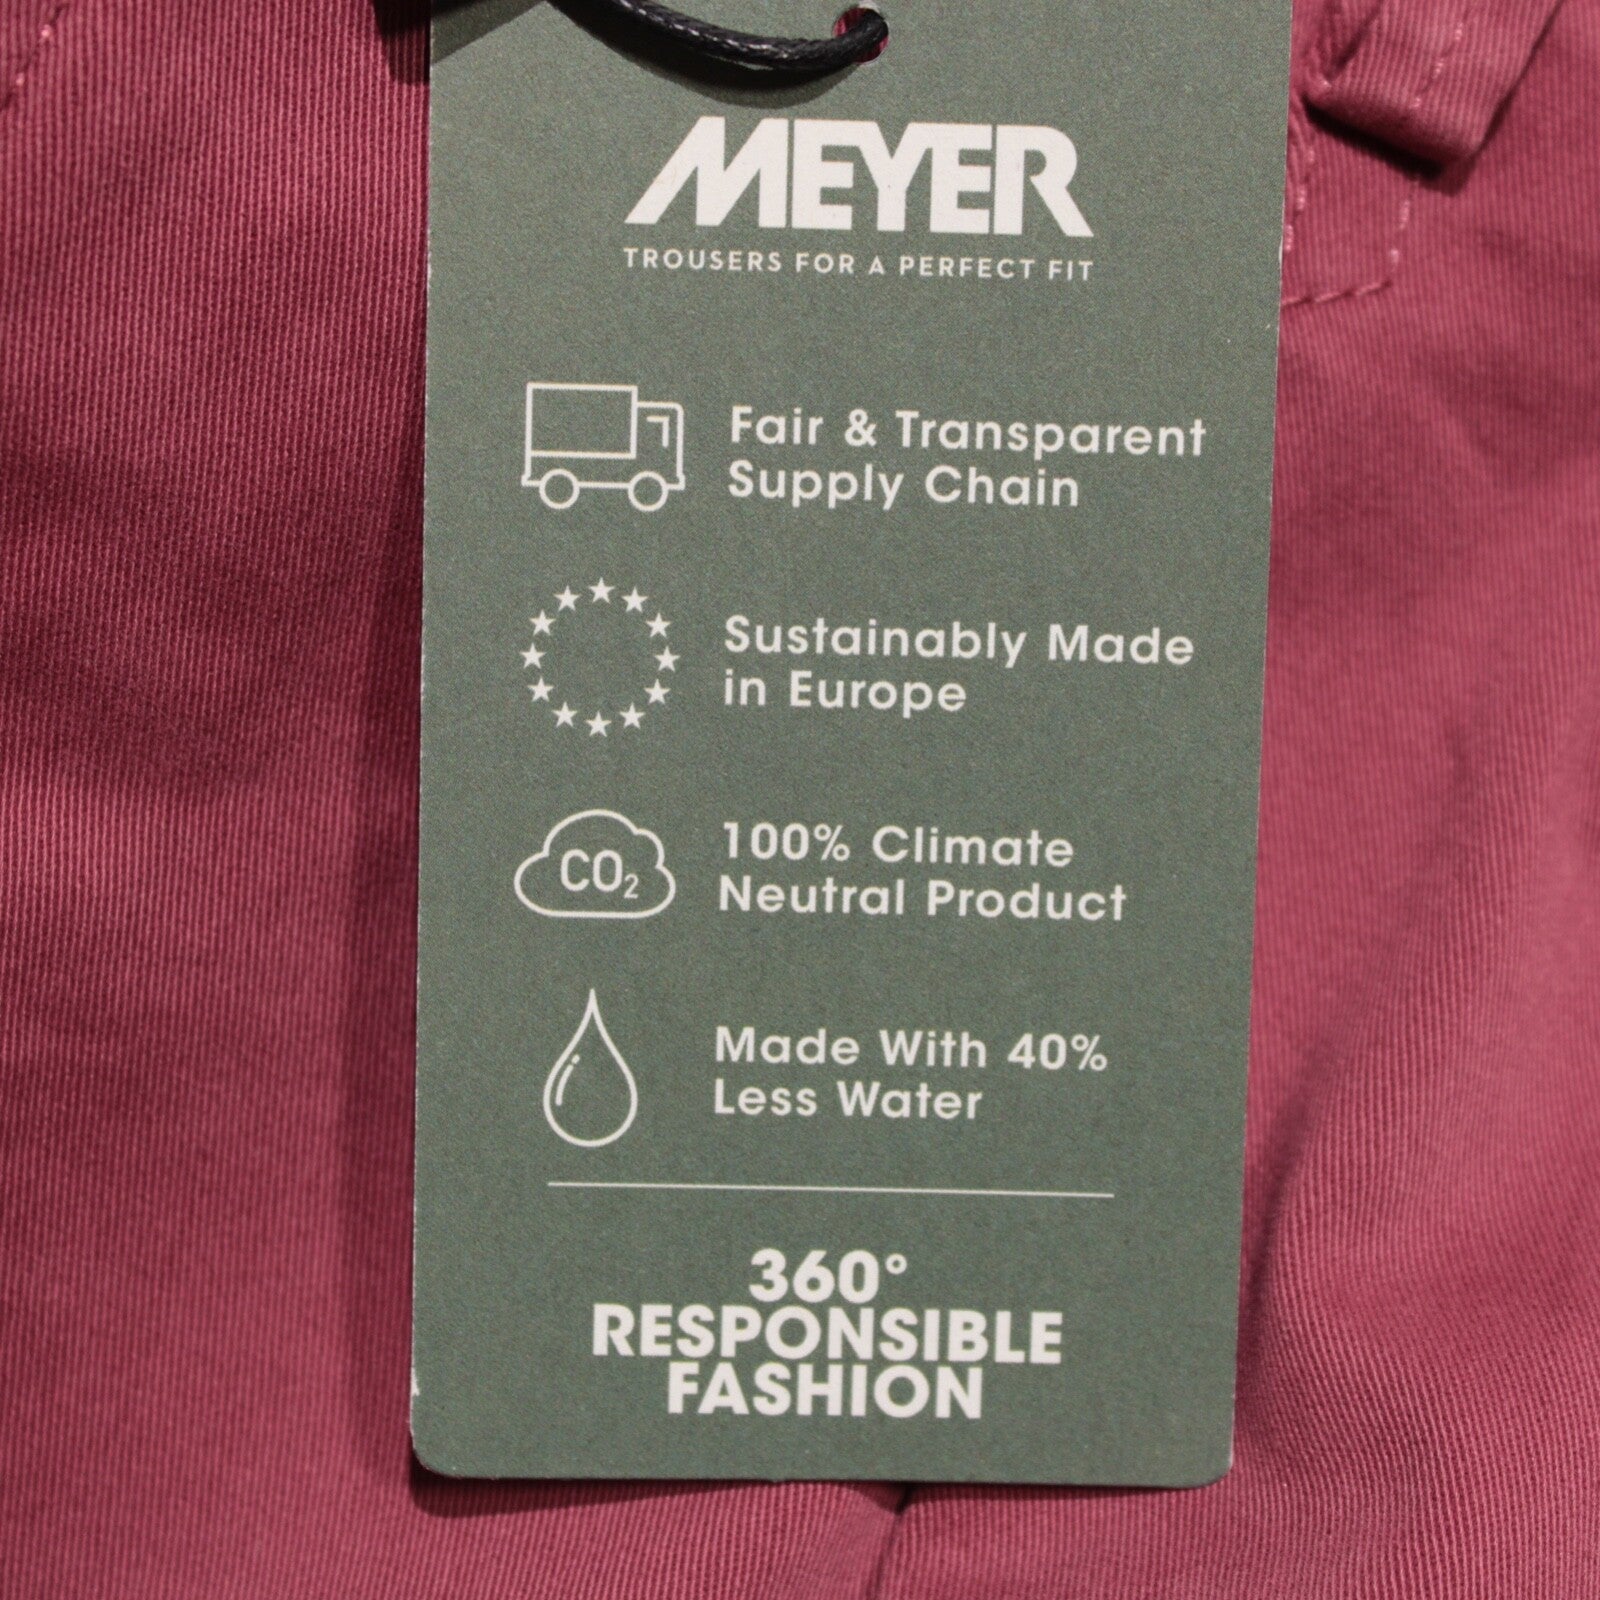 MEYER
TROUSERS FOR A PERFECT FIT
Fair & Transparent
Supply Chain
Sustainably Made
in Europe
CO₂
100% Climate
Neutral Product
Made With 40%
Less Water
360°
RESPONSIBLE
FASHION